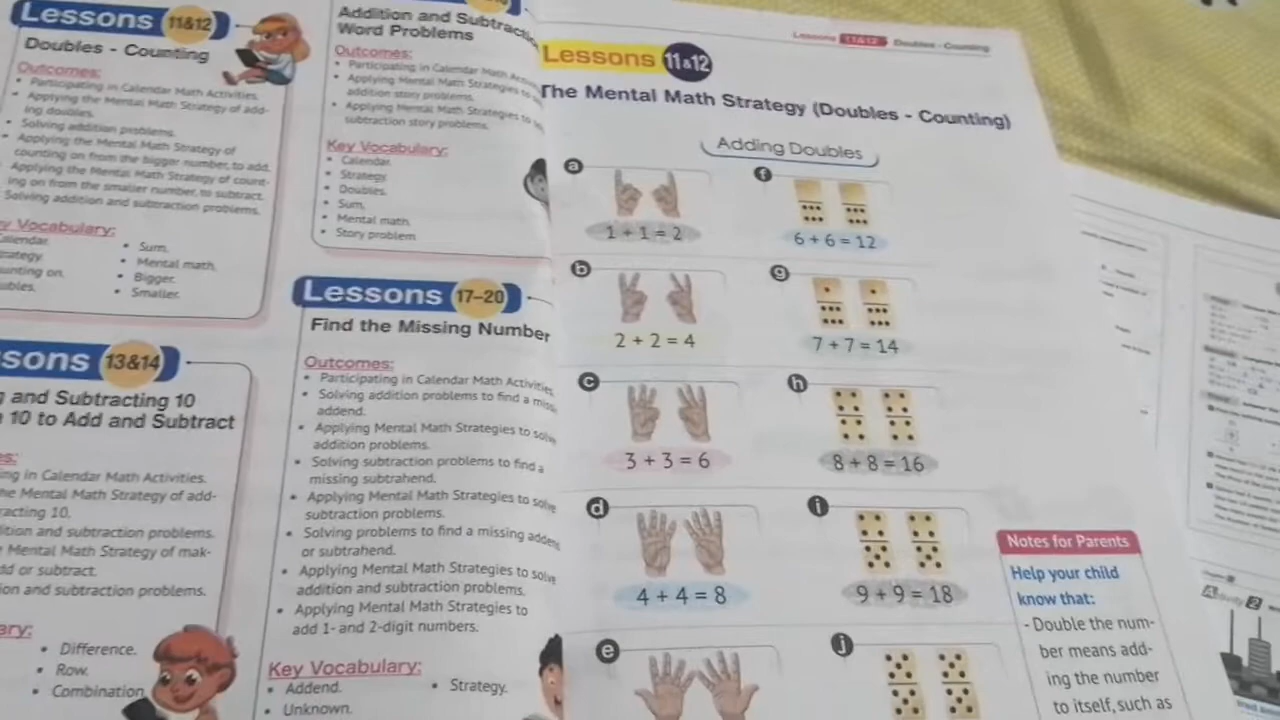 Lessons 11&12
Doubles - Counting
Outcomes:
• Participating in Calendar Math Activities.
• Applying the Mental Math Strategy of add-
ing doubles.
• Solving addition problems.
• Applying the Mental Math Strategy of
counting on from the bigger number, to add.
Applying the Mental Math Strategy of count-
ing on from the smaller number, to subtract.
Solving addition and subtraction problems.
Vocabulary:
• Sum.
• Mental math.
• Bigger.
• Smaller.
13&14
and Subtracting 10
10 to Add and Subtract
in Calendar Math Activities.
Mental Math Strategy of add-
10.
and subtraction problems.
Mental Math Strategy of mak-
or subtract.
and subtraction problems.
• Difference.
• Row.
• Combination
Addition and
Word Problems
Outcomes:
• Participating in Calendar Math
• Applying Mental Math Strategies to
addition story problems.
• Applying Mental Math Strategies to
subtraction story problems.
Key Vocabulary:
• Calendar.
• Strategy.
• Doubles.
• Sum.
• Mental math.
• Story problem
Lessons 17–20
Find the Missing Number
Outcomes:
• Participating in Calendar Math Activities.
• Solving addition problems to find a
addend.
• Applying Mental Math Strategies to solve
addition problems.
• Solving subtraction problems to find a
missing subtrahend.
• Applying Mental Math Strategies to solve
subtraction problems.
• Solving problems to find a missing
or subtrahend.
• Applying Mental Math Strategies to solve
addition and subtraction problems.
• Applying Mental Math Strategies to
add 1- and 2-digit numbers.
Key Vocabulary:
• Addend.
• Strategy.
• Unknown.
Lessons 11&12 Doubles - Counting
Lessons 11&12
The Mental Math Strategy (Doubles - Counting)
Adding Doubles
a
1 + 1 = 2
b
2 + 2 = 4
c
3 + 3 = 6
d
4 + 4 = 8
e
f
6 + 6 = 12
g
7 + 7 = 14
h
8 + 8 = 16
i
9 + 9 = 18
j
Notes for Parents
Help your child
know that:
- Double the num-
ber means add-
ing the number
to itself, such as